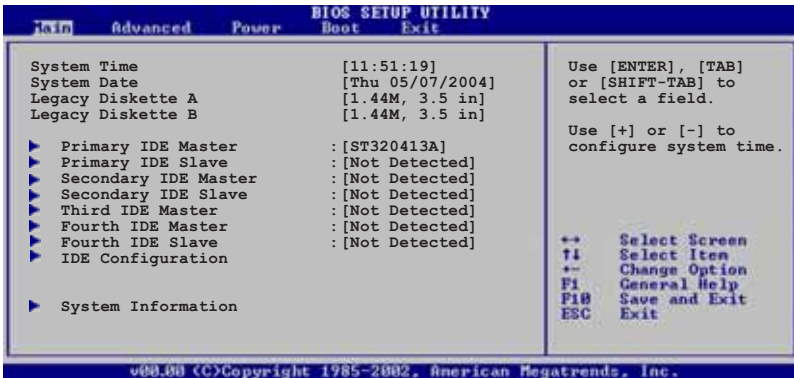 BIOS SETUP UTILITY
Main Advanced Power Boot Exit
System Time [11:51:19]
System Date [Thu 05/07/2004]
Legacy Diskette A [1.44M, 3.5 in]
Legacy Diskette B [1.44M, 3.5 in]
Primary IDE Master :[ST320413A]
Primary IDE Slave :[Not Detected]
Secondary IDE Master :[Not Detected]
Secondary IDE Slave :[Not Detected]
Third IDE Master :[Not Detected]
Fourth IDE Master :[Not Detected]
Fourth IDE Slave :[Not Detected]
IDE Configuration
System Information
Use [ENTER], [TAB]
or [SHIFT-TAB] to
select a field.
Use [+] or [-] to
configure system time.
↔ Select Screen
↑↓ Select Item
+- Change Option
F1 General Help
F10 Save and Exit
ESC Exit
v00.00 (C)Copyright 1985-2002, American Megatrends, Inc.